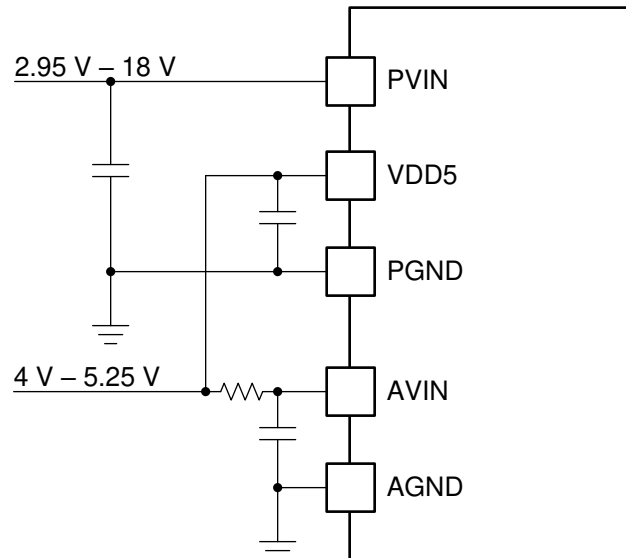 2.95 V – 18 V
PVIN
VDD5
PGND
4 V – 5.25 V
AVIN
AGND